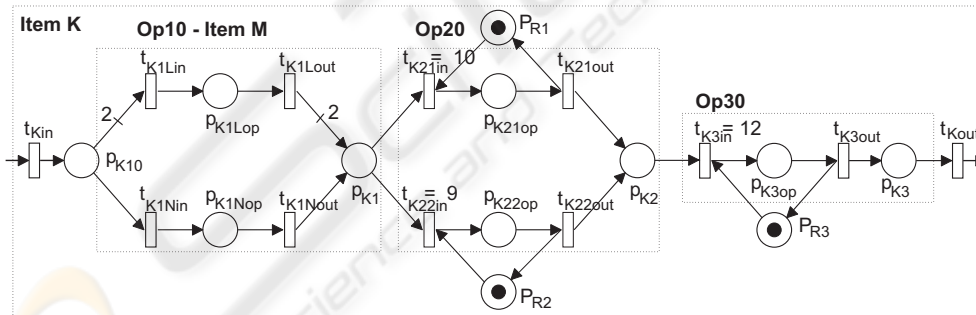 Item K
Op10 - Item M
Op20
P_R1
t_K1Lin
t_K1Lout
t_K21in = 10
t_K21out
2
2
p_K1Lop
p_K21op
Op30
t_Kin
t_K3in = 12
t_K3out
t_Kout
p_K10
p_K1
p_K2
t_K1Nin
p_K1Nop
t_K1Nout
t_K22in = 9
p_K22op
t_K22out
p_K3op
p_K3
P_R3
P_R2